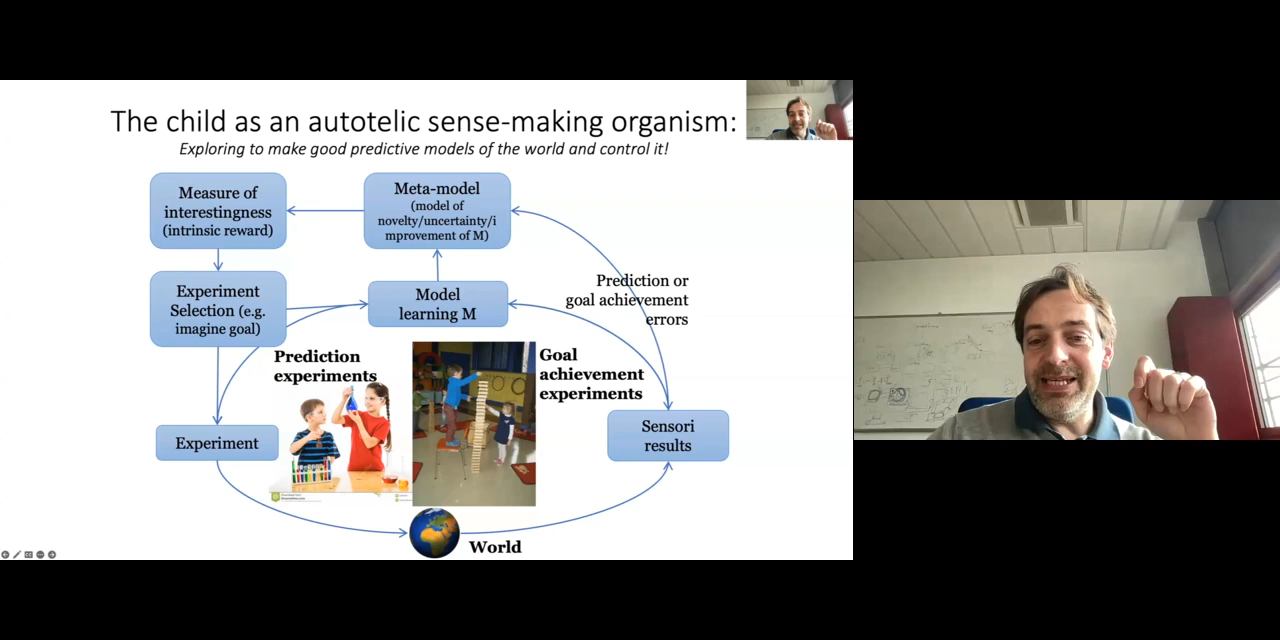 The child as an autotelic sense-making organism:
Exploring to make good predictive models of the world and control it!
Measure of
interestingness
(intrinsic reward)
Meta-model
(model of
novelty/uncertainty/i
mprovement of M)
Experiment
Selection (e.g.
imagine goal)
Model
learning M
Prediction or
goal achievement
errors
Prediction
experiments
Goal
achievement
experiments
Experiment
Sensori
results
World